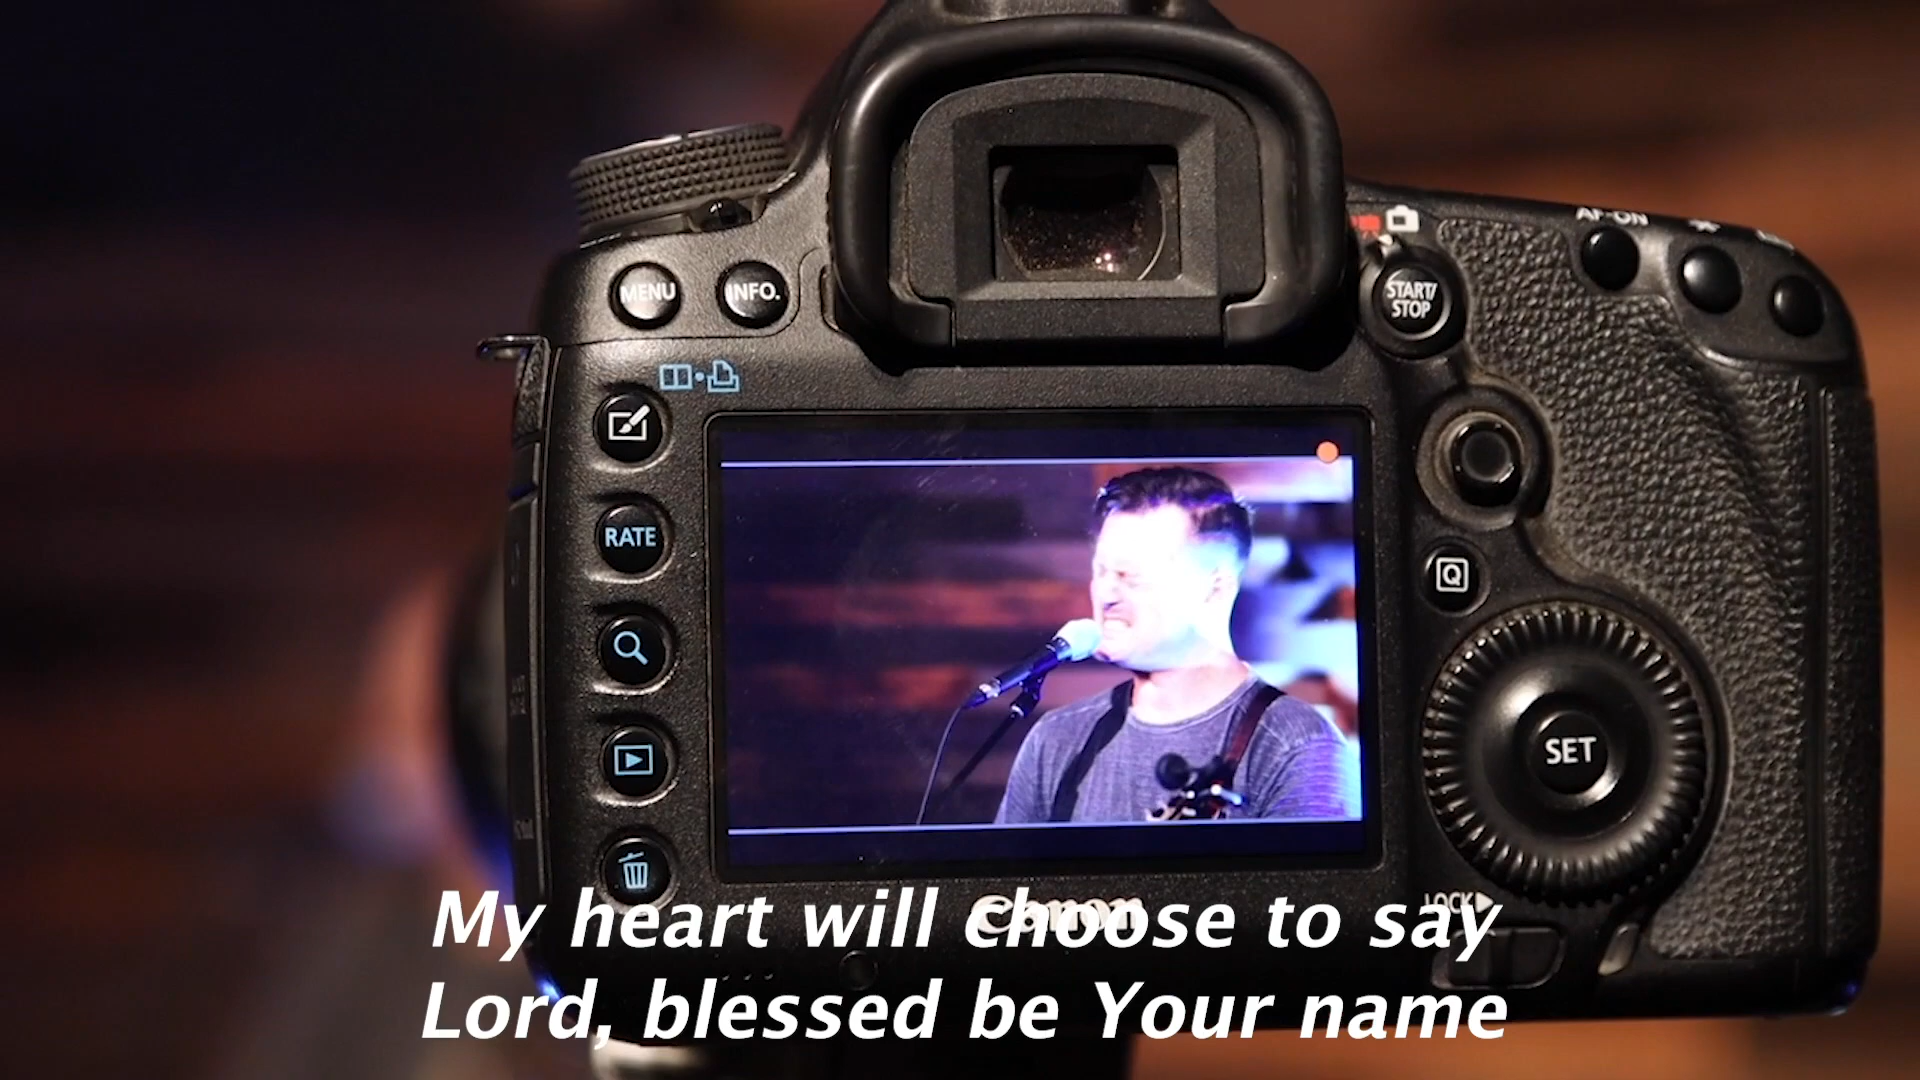 AF-ON
MENU
INFO.
START/
STOP
RATE
Q
SET
Canon
LOCK
My heart will choose to say
Lord, blessed be Your name